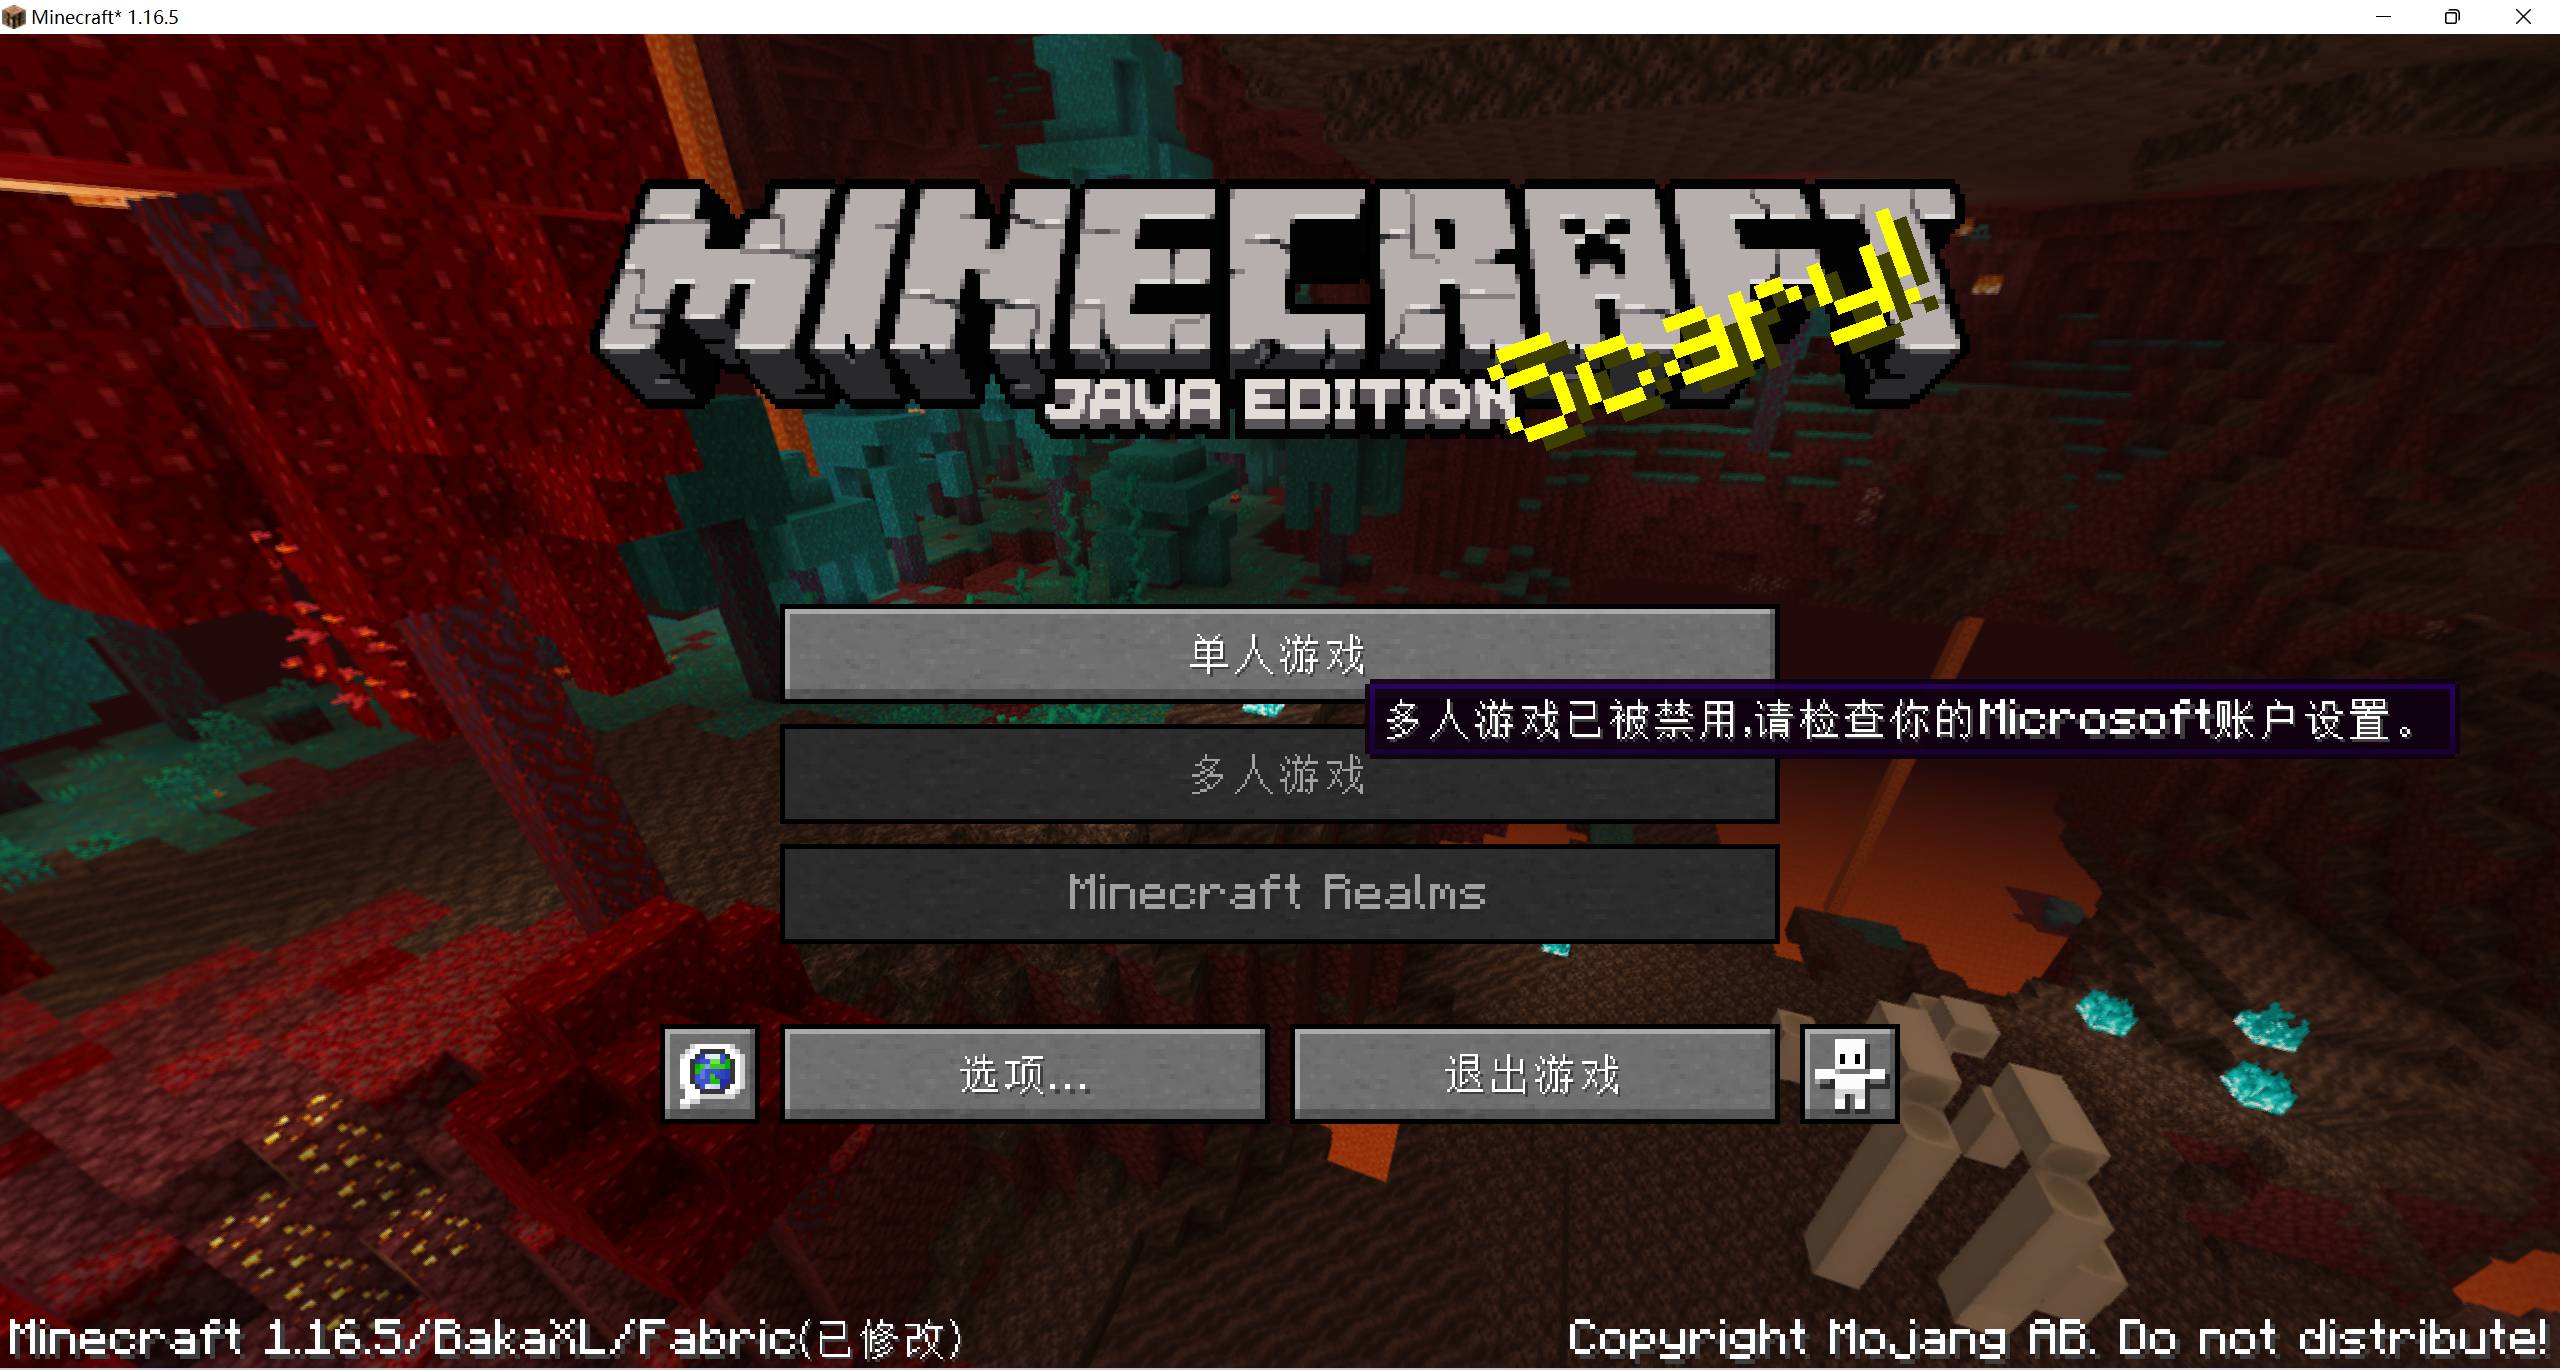 Minecraft* 1.16.5
MINECRAFT
JAVA EDITION
Scary!
单人游戏
多人游戏已被禁用,请检查你的Microsoft账户设置。
多人游戏
Minecraft Realms
选项...
退出游戏
Minecraft 1.16.5/BakaXL/Fabric(已修改)
Copyright Mojang AB. Do not distribute!